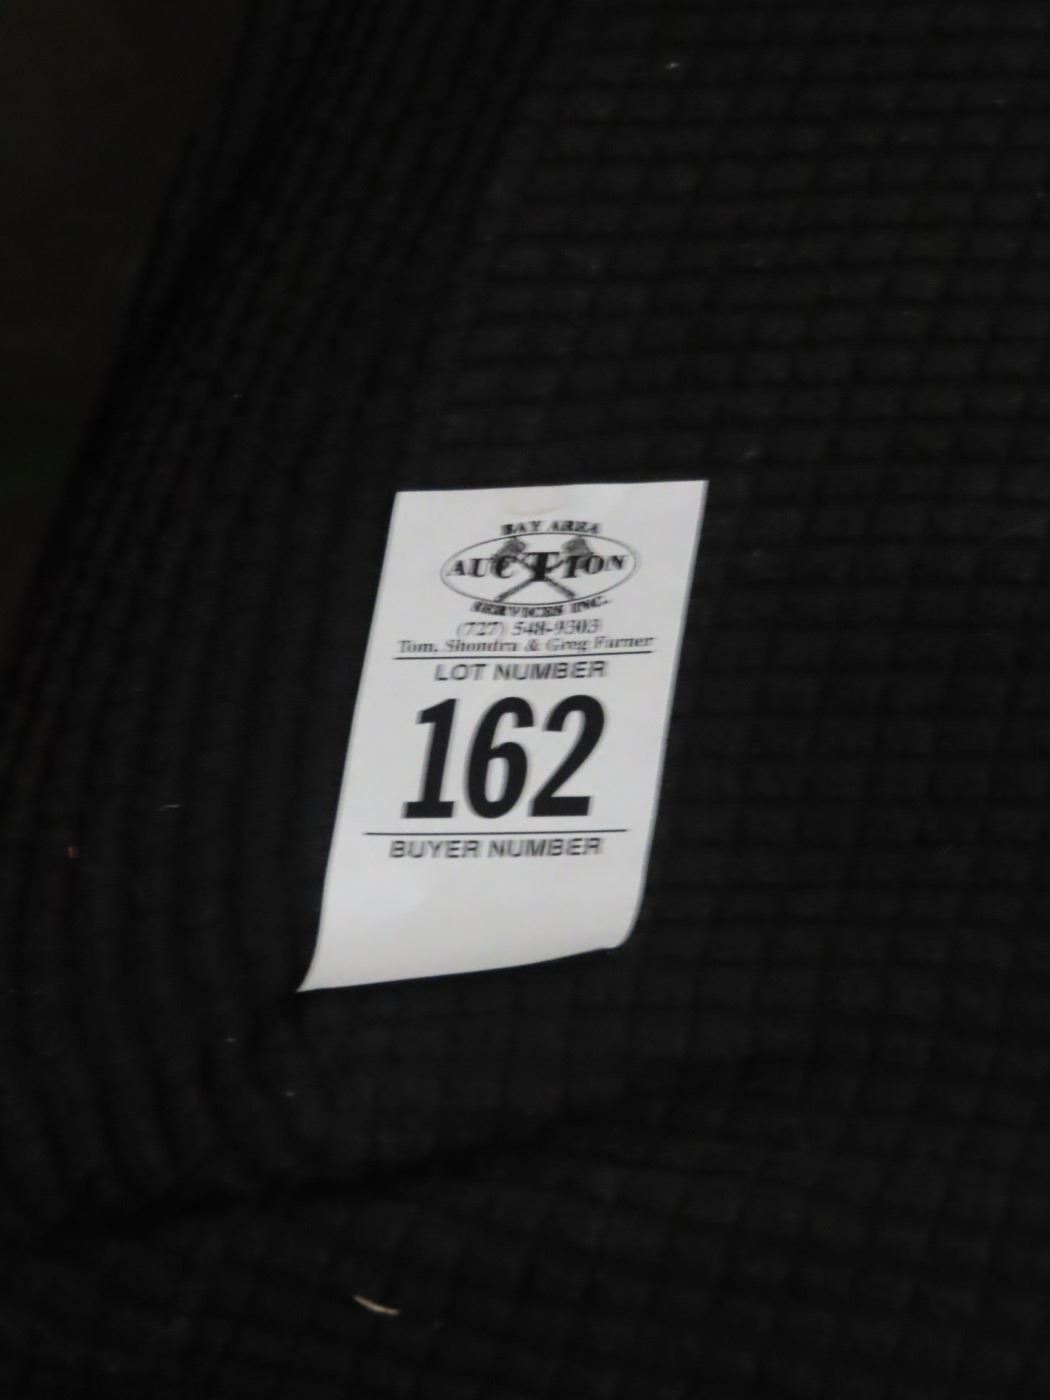 BAY AREA
AUCTION
SERVICES INC.
(727) 548-9303
Tom, Shondra & Greg Farner
LOT NUMBER
162
BUYER NUMBER